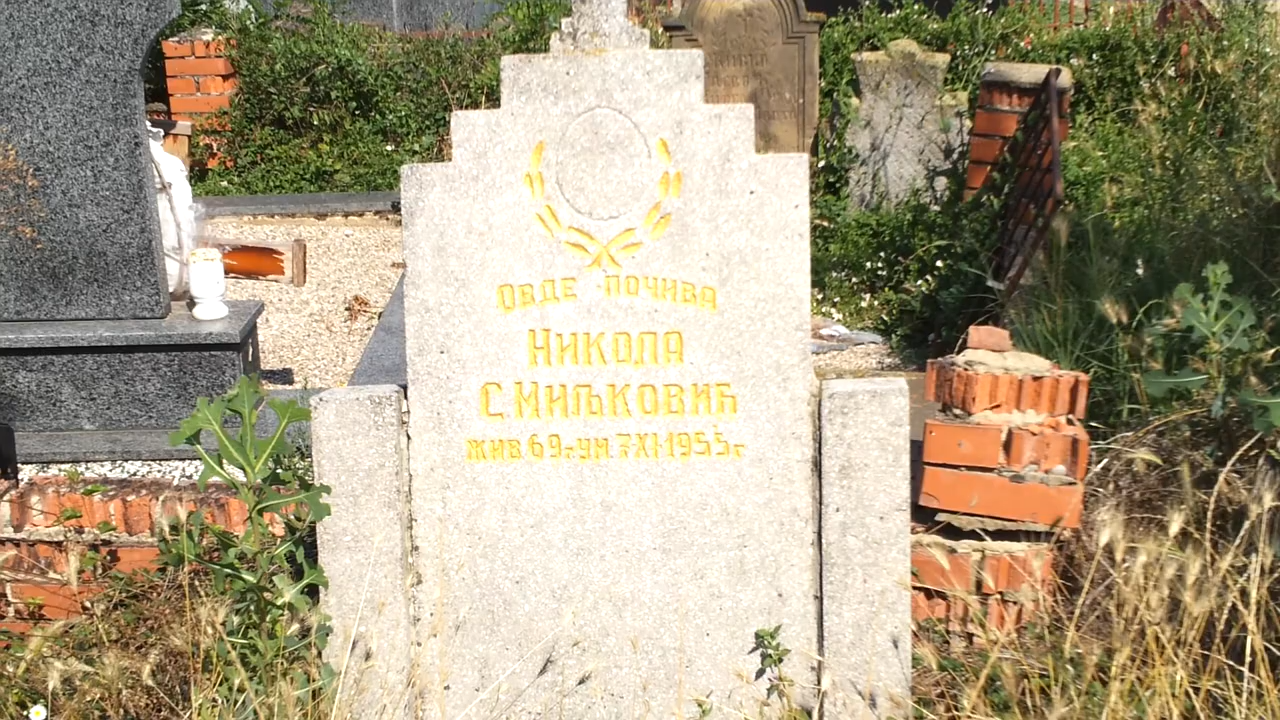 ОВДЕ ПОЧИВА
НИКОЛА
С. МИЉКОВИЋ
ЖИВ. 69 г. УМ. 7-XI-1955 г.